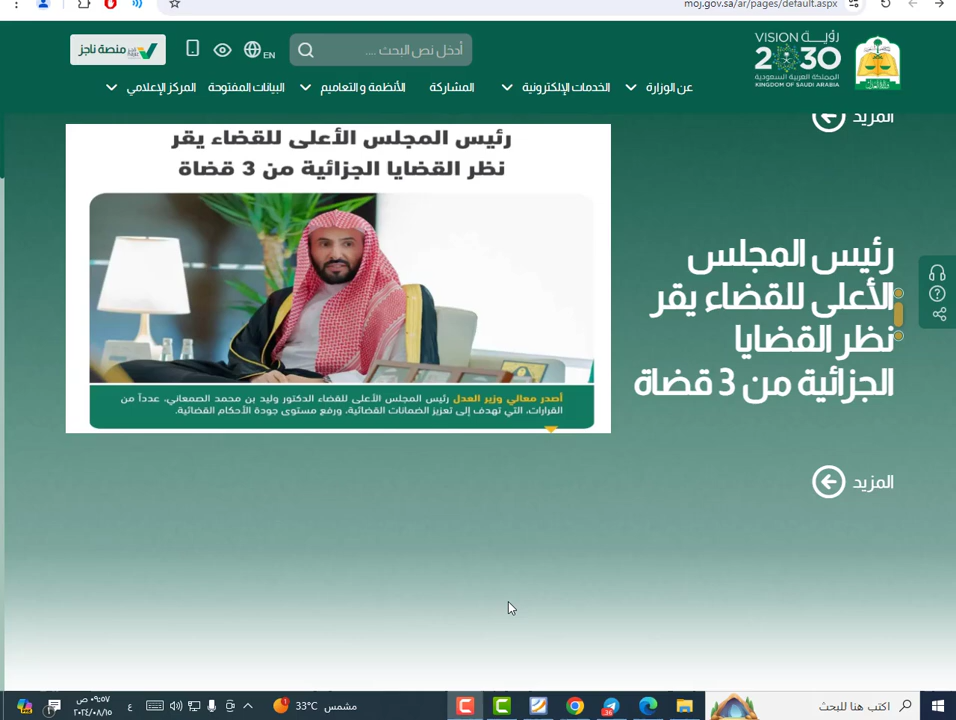 moj.gov.sa/ar/pages/default.aspx
رؤيــة VISION
2030
المملكة العربية السعودية
KINGDOM OF SAUDI ARABIA
أدخل نص البحث ....
EN
منصة ناجز
عن الوزارة
الخدمات الإلكترونية
المشاركة
الأنظمة و التعاميم
البيانات المفتوحة
المركز الإعلامي
المزيد
رئيس المجلس الأعلى للقضاء يقر
نظر القضايا الجزائية من 3 قضاة
أصدر معالي وزير العدل رئيس المجلس الأعلى للقضاء الدكتور وليد بن محمد الصمعاني، عدداً من
القرارات، التي تهدف إلى تعزيز الضمانات القضائية، ورفع مستوى جودة الأحكام القضائية.
رئيس المجلس
الأعلى للقضاء يقر
نظر القضايا
الجزائية من 3 قضاة
المزيد
اكتب هنا للبحث
36
مشمس 33°C
ع
٠٩:٥٧ ص
٢٠٢٤/٠٨/١٥